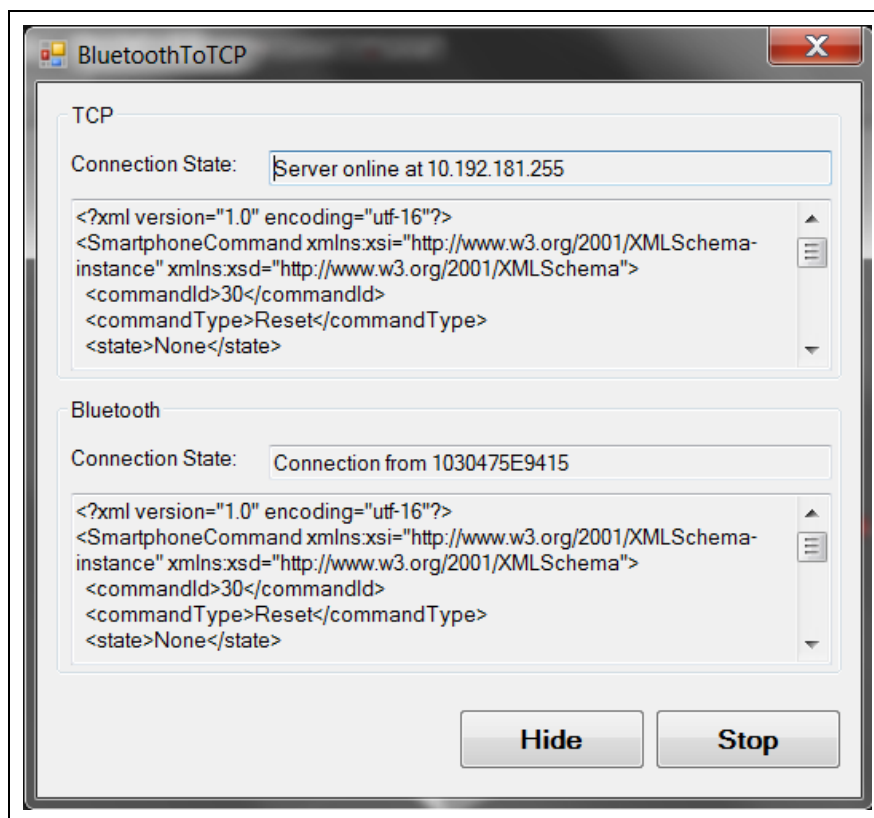 BluetoothToTCP
TCP
Connection State:
Server online at 10.192.181.255
<?xml version="1.0" encoding="utf-16"?>
<SmartphoneCommand xmlns:xsi="http://www.w3.org/2001/XMLSchema-
instance" xmlns:xsd="http://www.w3.org/2001/XMLSchema">
<commandId>30</commandId>
<commandType>Reset</commandType>
<state>None</state>
Bluetooth
Connection State:
Connection from 1030475E9415
<?xml version="1.0" encoding="utf-16"?>
<SmartphoneCommand xmlns:xsi="http://www.w3.org/2001/XMLSchema-
instance" xmlns:xsd="http://www.w3.org/2001/XMLSchema">
<commandId>30</commandId>
<commandType>Reset</commandType>
<state>None</state>
Hide
Stop